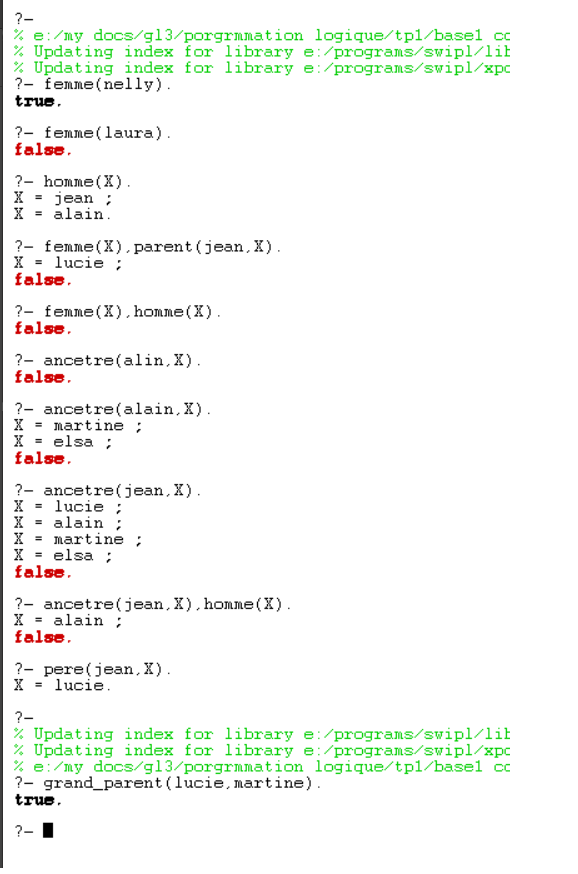 ?-
% e:/my docs/gl3/porgrmmation logique/tp1/base1 co
% Updating index for library e:/programs/swipl/lib
% Updating index for library e:/programs/swipl/xpc
?- femme(nelly).
true.
?- femme(laura).
false.
?- homme(X).
X = jean ;
X = alain.
?- femme(X),parent(jean,X).
X = lucie ;
false.
?- femme(X),homme(X).
false.
?- ancetre(alin,X).
false.
?- ancetre(alain,X).
X = martine ;
X = elsa ;
false.
?- ancetre(jean,X).
X = lucie ;
X = alain ;
X = martine ;
X = elsa ;
false.
?- ancetre(jean,X),homme(X).
X = alain ;
false.
?- pere(jean,X).
X = lucie.
?-
% Updating index for library e:/programs/swipl/lib
% Updating index for library e:/programs/swipl/xpc
% e:/my docs/gl3/porgrmmation logique/tp1/base1 co
?- grand_parent(lucie,martine).
true.
?-